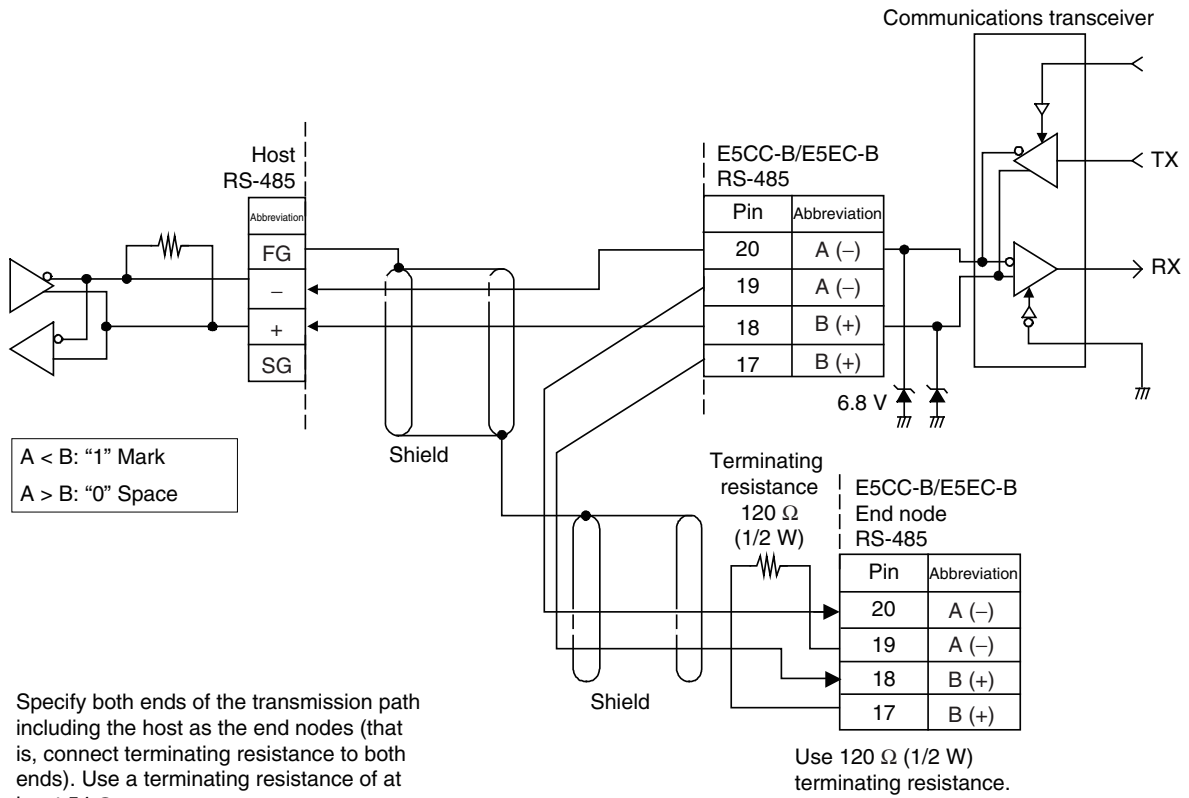 Communications transceiver
Host
RS-485
Abbreviation
FG
–
+
SG
E5CC-B/E5EC-B
RS-485
Pin Abbreviation
20 A (–)
19 A (–)
18 B (+)
17 B (+)
TX
RX
6.8 V
A < B: “1” Mark
A > B: “0” Space
Shield
Terminating
resistance
120 Ω
(1/2 W)
E5CC-B/E5EC-B
End node
RS-485
Pin Abbreviation
20 A (–)
19 A (–)
18 B (+)
17 B (+)
Shield
Specify both ends of the transmission path
including the host as the end nodes (that
is, connect terminating resistance to both
ends). Use a terminating resistance of at
Use 120 Ω (1/2 W)
terminating resistance.